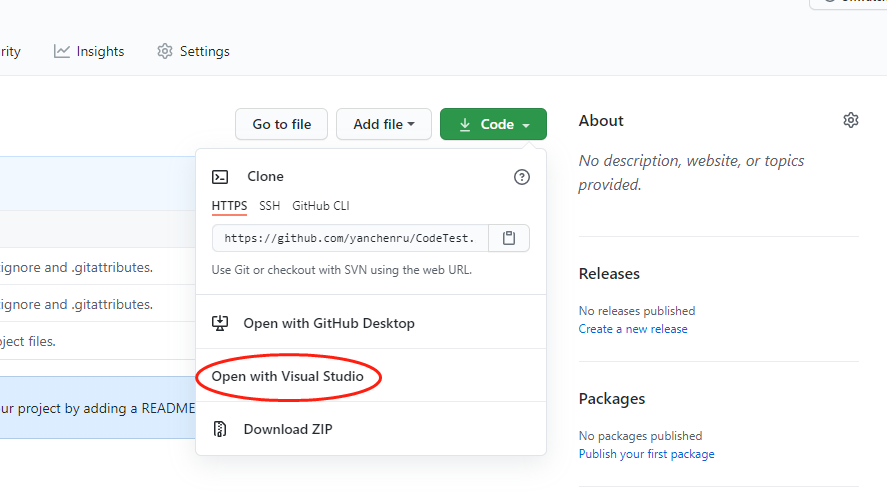 rity Insights Settings
Go to file Add file Code
About
No description, website, or topics
provided.
Clone
HTTPS SSH GitHub CLI
https://github.com/yanchenru/CodeTest.
Use Git or checkout with SVN using the web URL.
Open with GitHub Desktop
Open with Visual Studio
Download ZIP
ignore and .gitattributes.
ignore and .gitattributes.
ject files.
ur project by adding a README
Releases
No releases published
Create a new release
Packages
No packages published
Publish your first package